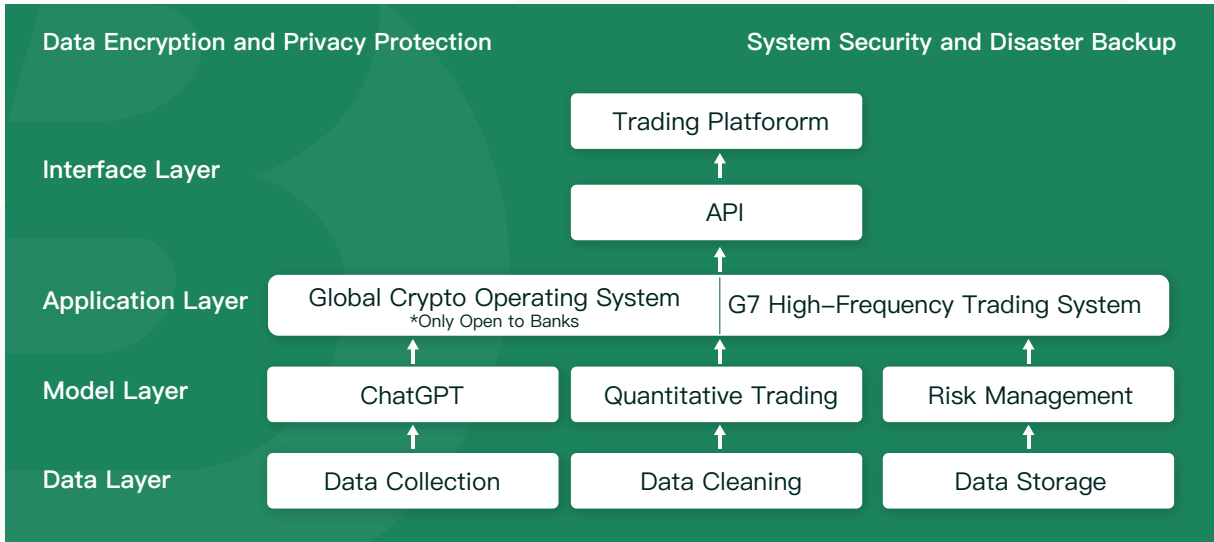 Data Encryption and Privacy Protection
System Security and Disaster Backup
Trading Platfororm
Interface Layer
API
Application Layer
Global Crypto Operating System
*Only Open to Banks
G7 High-Frequency Trading System
Model Layer
ChatGPT
Quantitative Trading
Risk Management
Data Layer
Data Collection
Data Cleaning
Data Storage